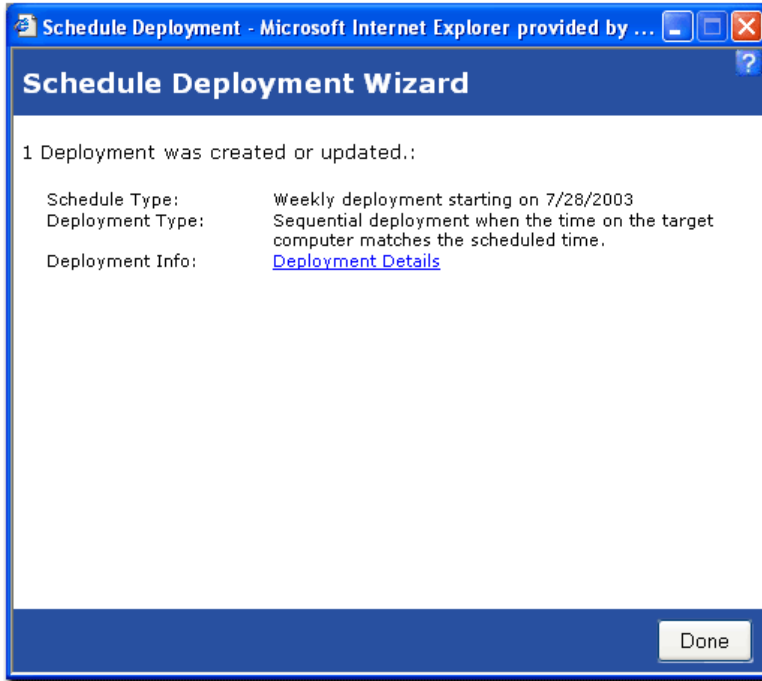 Schedule Deployment - Microsoft Internet Explorer provided by ...
?
Schedule Deployment Wizard
1 Deployment was created or updated.:
Schedule Type: Weekly deployment starting on 7/28/2003
Deployment Type: Sequential deployment when the time on the target
computer matches the scheduled time.
Deployment Info: Deployment Details
Done